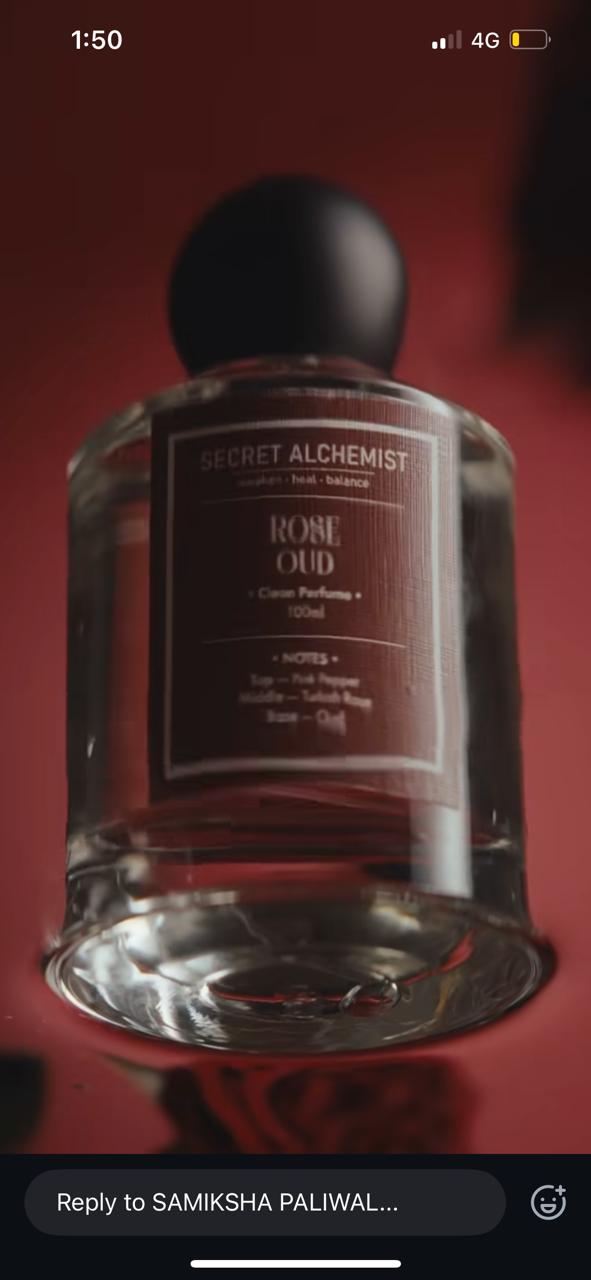 1:50
4G
SECRET ALCHEMIST
awaken • heal • balance
ROSE
OUD
• Clean Perfume •
100ml
• NOTES •
Top — Pink Pepper
Middle — Turkish Rose
Base — Oud
Reply to SAMIKSHA PALIWAL...